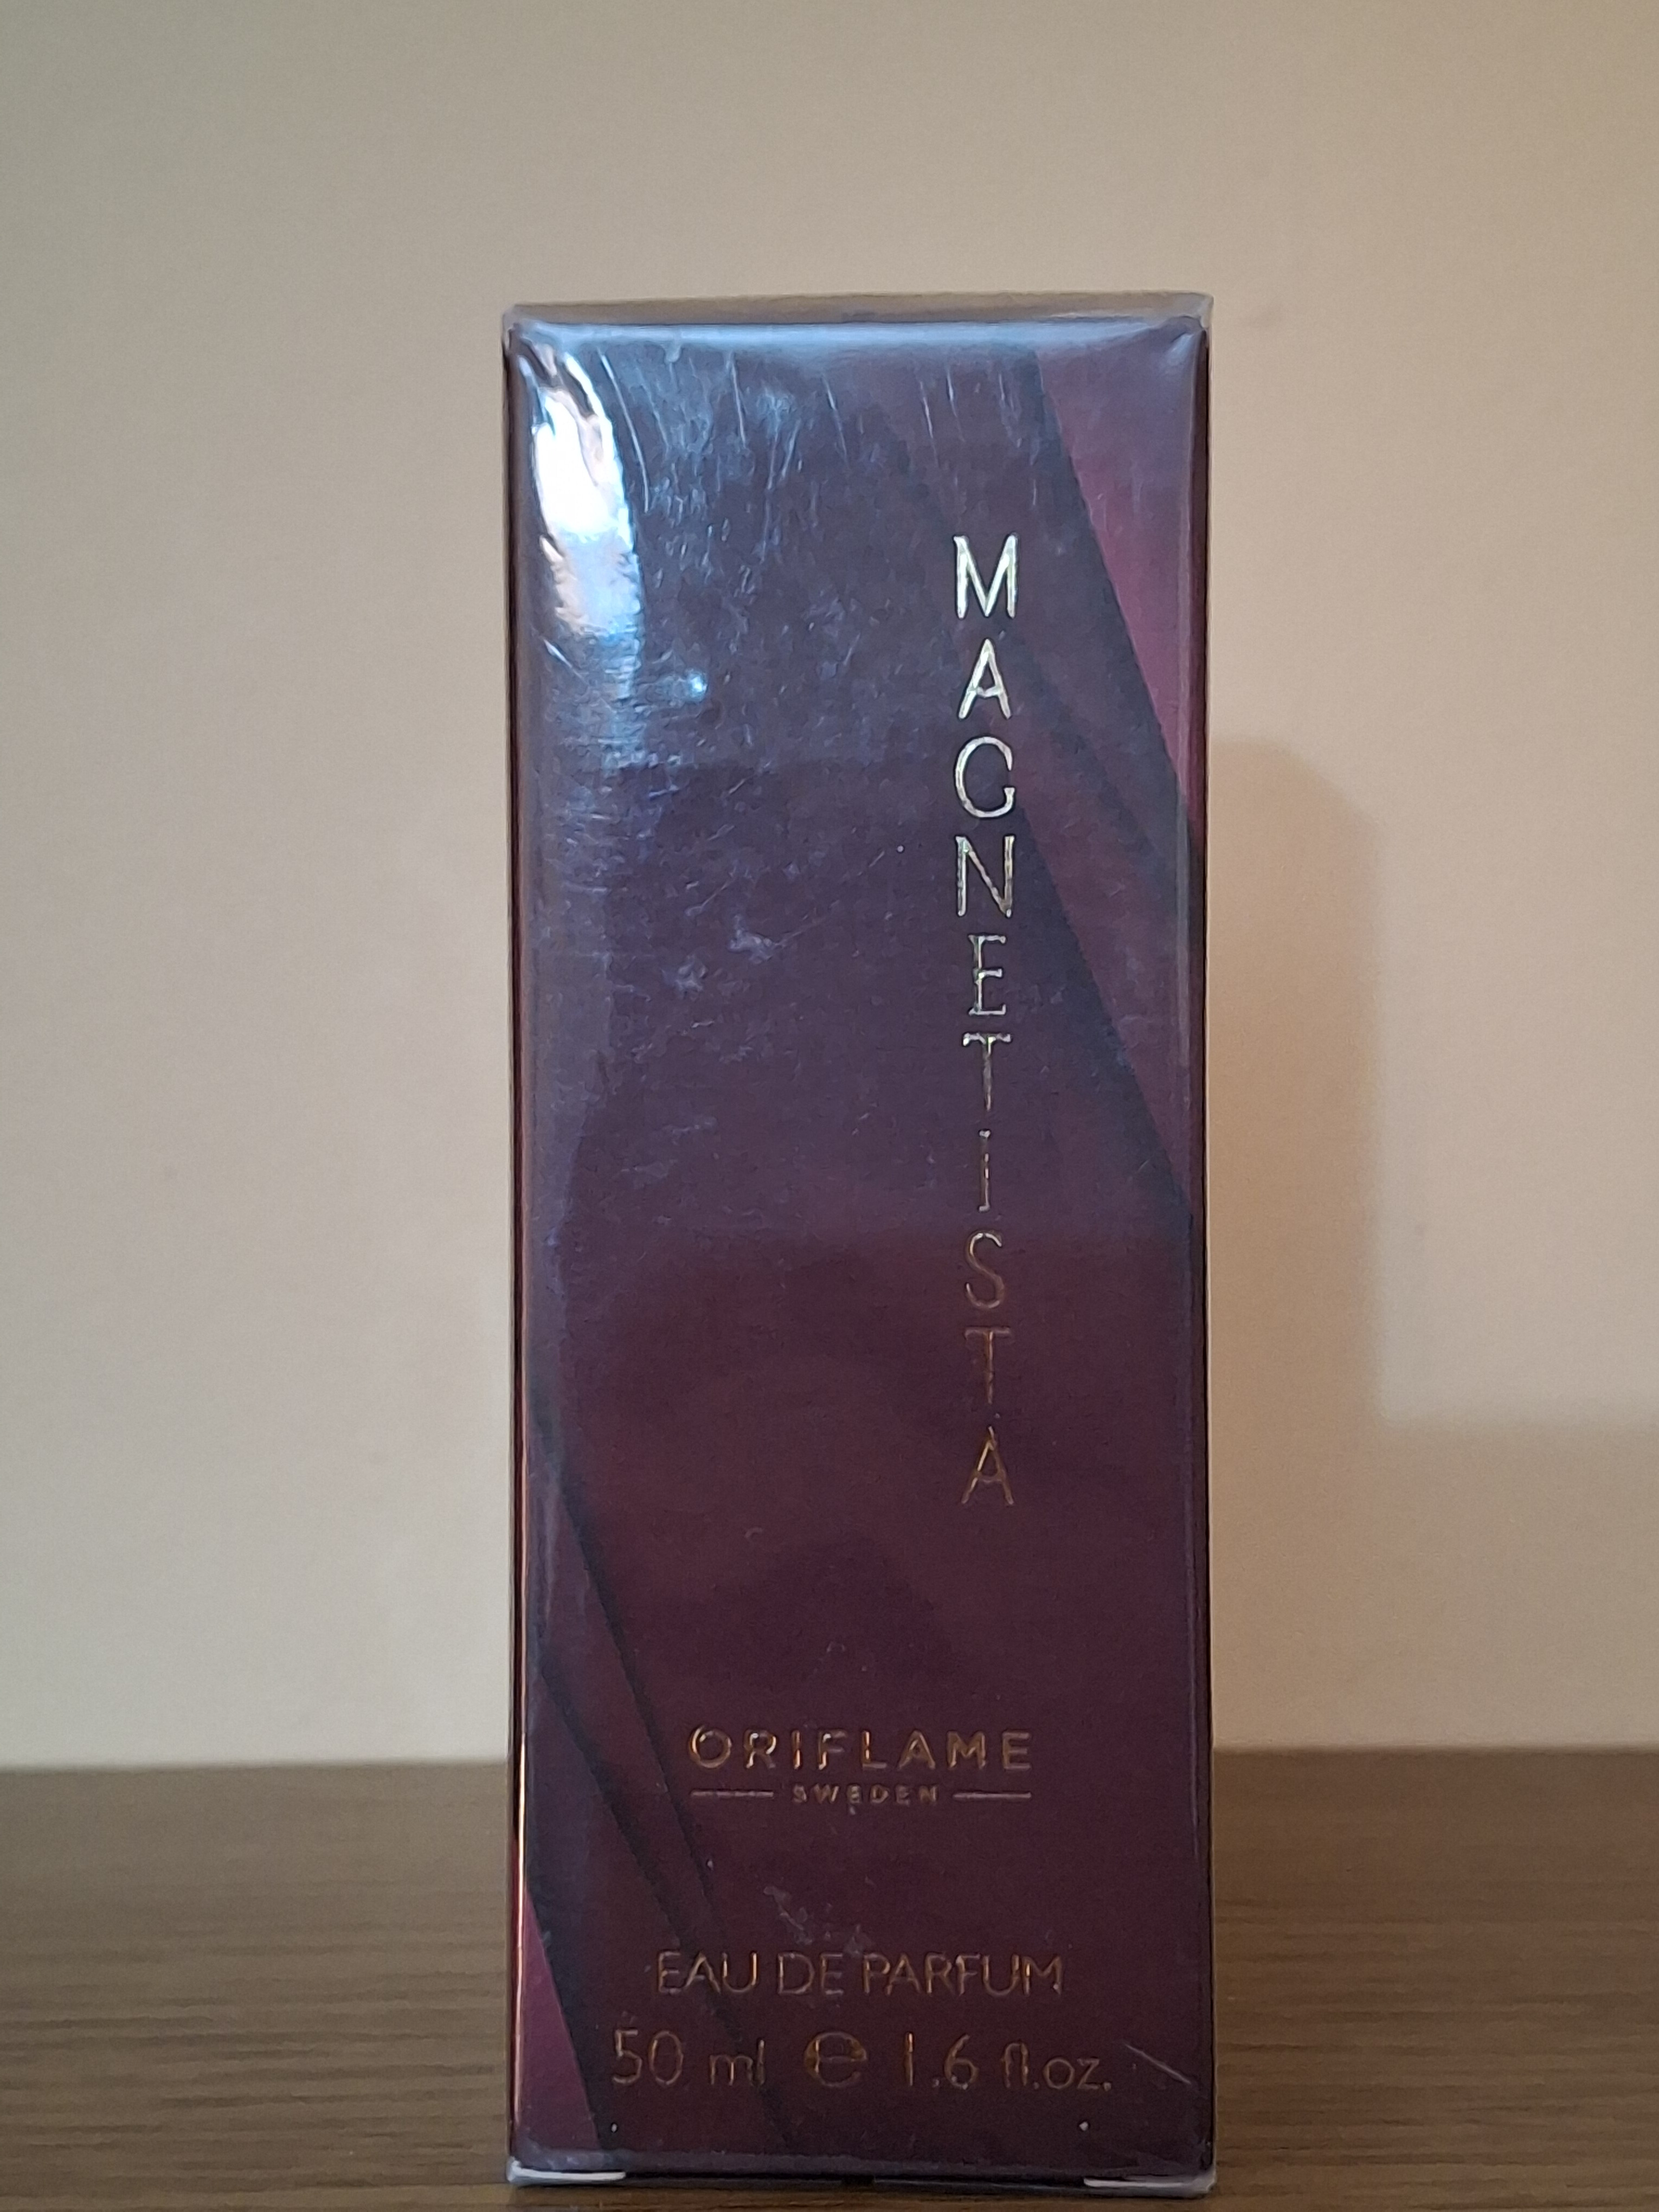 MAGNETISTA
ORIFLAME
SWEDEN
EAU DE PARFUM
50 ml ℮ 1.6 fl.oz.